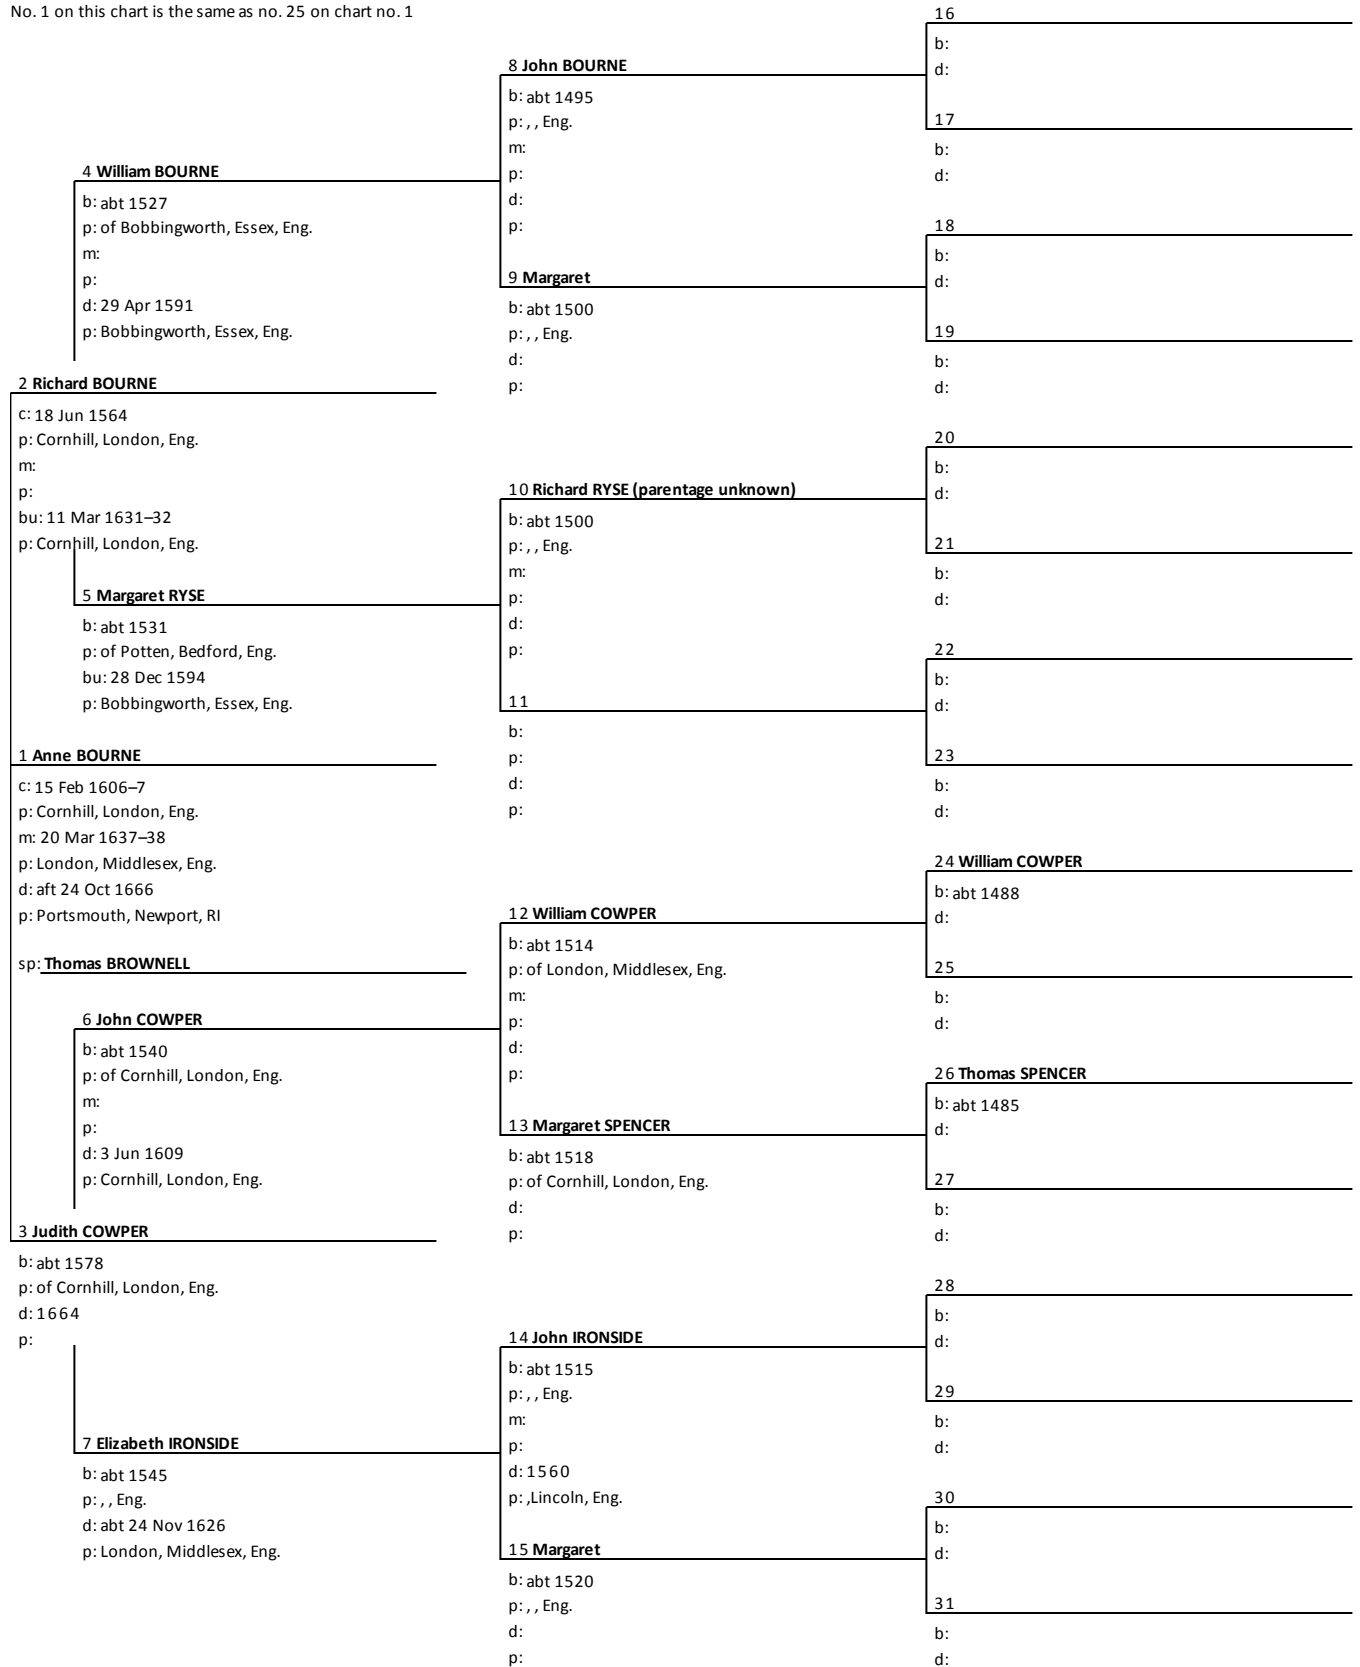 No. 1 on this chart is the same as no. 25 on chart no. 1
16
b:
d:
8 John BOURNE
b: abt 1495
p: , , Eng.
m:
p:
d:
p:
17
b:
d:
4 William BOURNE
b: abt 1527
p: of Bobbingworth, Essex, Eng.
m:
p:
d: 29 Apr 1591
p: Bobbingworth, Essex, Eng.
18
b:
d:
9 Margaret
b: abt 1500
p: , , Eng.
d:
p:
19
b:
d:
2 Richard BOURNE
c: 18 Jun 1564
p: Cornhill, London, Eng.
m:
p:
bu: 11 Mar 1631–32
p: Cornhill, London, Eng.
20
b:
d:
10 Richard RYSE (parentage unknown)
b: abt 1500
p: , , Eng.
m:
p:
d:
p:
21
b:
d:
5 Margaret RYSE
b: abt 1531
p: of Potten, Bedford, Eng.
bu: 28 Dec 1594
p: Bobbingworth, Essex, Eng.
22
b:
d:
11
b:
p:
d:
p:
23
b:
d:
1 Anne BOURNE
c: 15 Feb 1606–7
p: Cornhill, London, Eng.
m: 20 Mar 1637–38
p: London, Middlesex, Eng.
d: aft 24 Oct 1666
p: Portsmouth, Newport, RI
sp: Thomas BROWNELL
24 William COWPER
b: abt 1488
d:
12 William COWPER
b: abt 1514
p: of London, Middlesex, Eng.
m:
p:
d:
p:
25
b:
d:
6 John COWPER
b: abt 1540
p: of Cornhill, London, Eng.
m:
p:
d: 3 Jun 1609
p: Cornhill, London, Eng.
26 Thomas SPENCER
b: abt 1485
d:
13 Margaret SPENCER
b: abt 1518
p: of Cornhill, London, Eng.
d:
p:
27
b:
d:
3 Judith COWPER
b: abt 1578
p: of Cornhill, London, Eng.
d: 1664
p:
28
b:
d:
14 John IRONSIDE
b: abt 1515
p: , , Eng.
m:
p:
d: 1560
p: ,Lincoln, Eng.
29
b:
d:
7 Elizabeth IRONSIDE
b: abt 1545
p: , , Eng.
d: abt 24 Nov 1626
p: London, Middlesex, Eng.
30
b:
d:
15 Margaret
b: abt 1520
p: , , Eng.
d:
p:
31
b:
d: